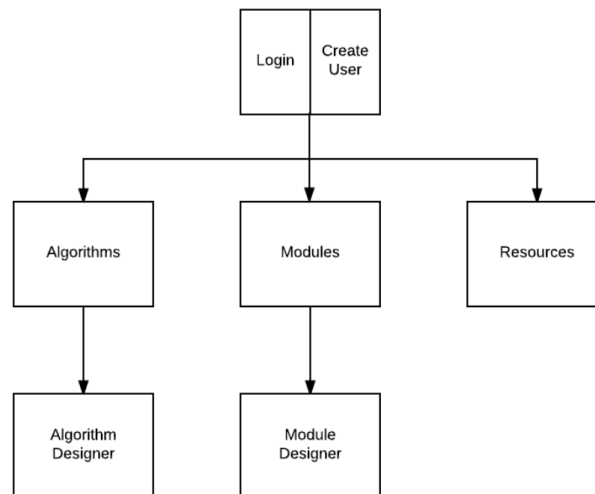 Login
Create
User
Algorithms
Modules
Resources
Algorithm
Designer
Module
Designer